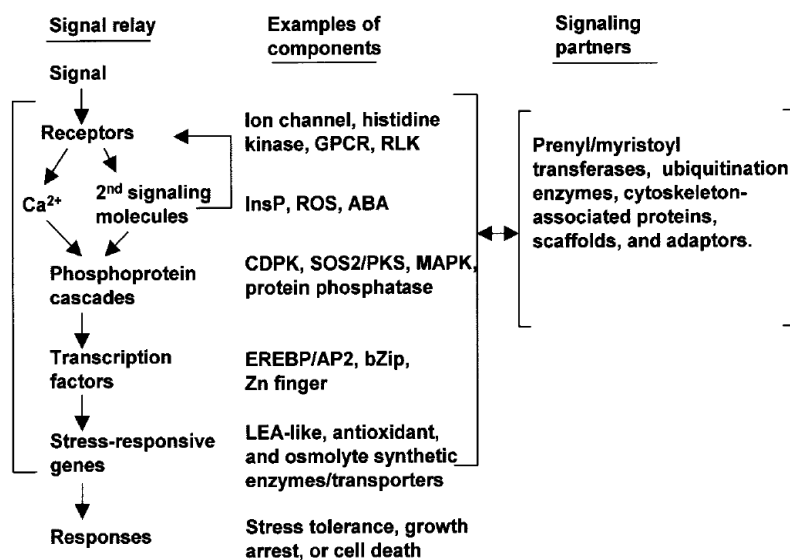 Signal relay
Examples of
components
Signaling
partners
Signal
Receptors
Ion channel, histidine
kinase, GPCR, RLK
Prenyl/myristoyl
transferases, ubiquitination
enzymes, cytoskeleton-
associated proteins,
scaffolds, and adaptors.
Ca2+
2nd signaling
molecules
InsP, ROS, ABA
Phosphoprotein
cascades
CDPK, SOS2/PKS, MAPK,
protein phosphatase
Transcription
factors
EREBP/AP2, bZip,
Zn finger
Stress-responsive
genes
LEA-like, antioxidant,
and osmolyte synthetic
enzymes/transporters
Responses
Stress tolerance, growth
arrest, or cell death